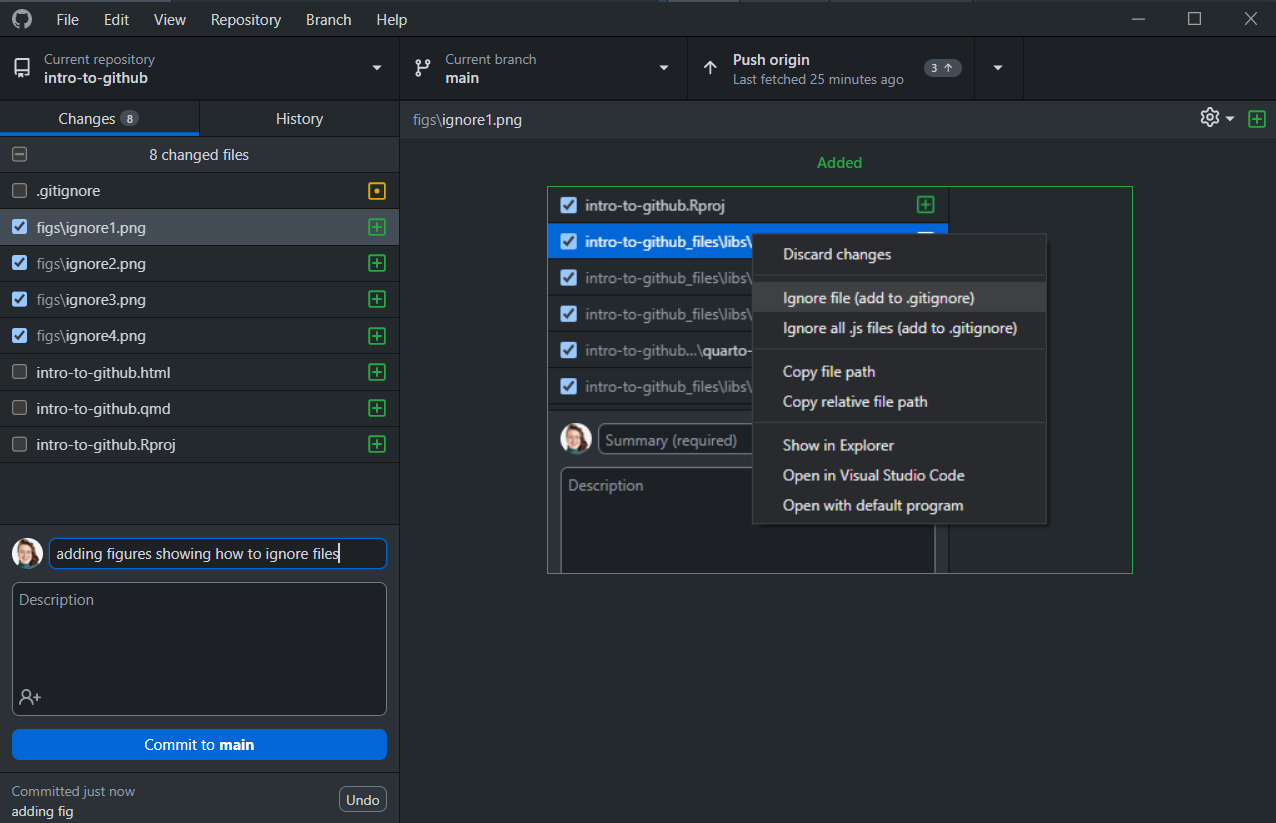 File Edit View Repository Branch Help
Current repository
intro-to-github
Current branch
main
Push origin
Last fetched 25 minutes ago
3
Changes 8
History
8 changed files
.gitignore
figs\ignore1.png
figs\ignore2.png
figs\ignore3.png
figs\ignore4.png
intro-to-github.html
intro-to-github.qmd
intro-to-github.Rproj
adding figures showing how to ignore files
Description
Commit to main
Committed just now
adding fig
Undo
figs\ignore1.png
Added
intro-to-github.Rproj
intro-to-github_files\libs\
intro-to-github_files\libs\
intro-to-github_files\libs\
intro-to-github...\quarto-
intro-to-github_files\libs\
Summary (required)
Description
Discard changes
Ignore file (add to .gitignore)
Ignore all .js files (add to .gitignore)
Copy file path
Copy relative file path
Show in Explorer
Open in Visual Studio Code
Open with default program